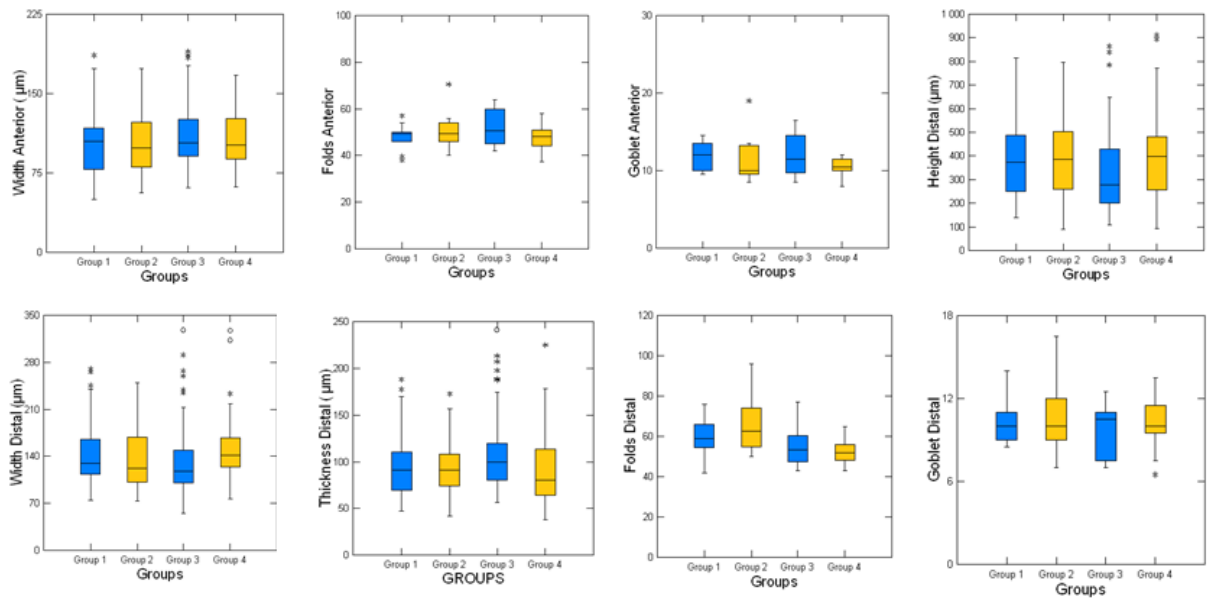 Width Anterior ( µm)
225
150
75
0
Group 1 Group 2 Group 3 Group 4
Groups
Folds Anterior
100
80
60
40
20
0
Group 1 Group 2 Group 3 Group 4
Groups
Goblet Anterior
30
20
10
0
Group 1 Group 2 Group 3 Group 4
Groups
Height Distal (µm)
1 000
900
800
700
600
500
400
300
200
100
0
Group 1 Group 2 Group 3 Group 4
Groups
Width Distal (µm)
350
280
210
140
70
0
Group 1 Group 2 Group 3 Group 4
Groups
Thickness Distal ( µm)
250
200
150
100
50
0
Group 1 Group 2 Group 3 Group 4
GROUPS
Folds Distal
120
100
80
60
40
20
0
Group 1 Group 2 Group 3 Group 4
Groups
Goblet Distal
18
12
6
0
Group 1 Group 2 Group 3 Group 4
Groups